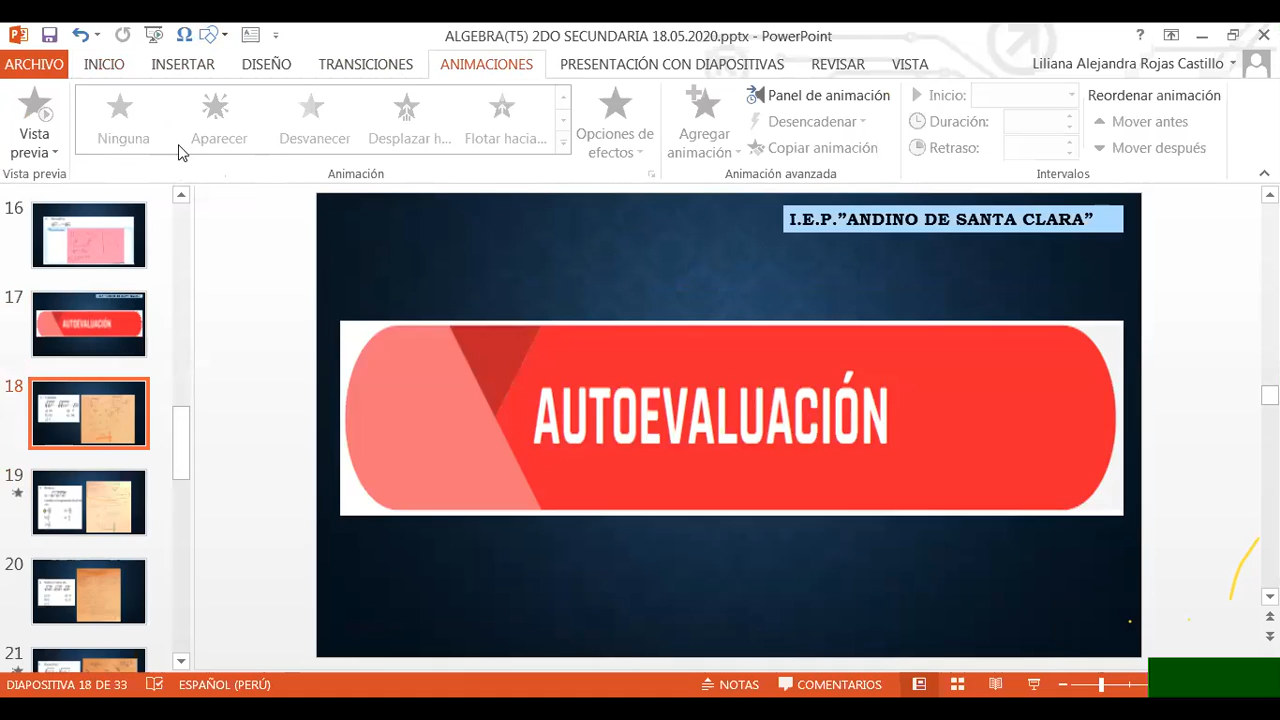 ALGEBRA(T5) 2DO SECUNDARIA 18.05.2020.pptx - PowerPoint
ARCHIVO INICIO INSERTAR DISEÑO TRANSICIONES ANIMACIONES PRESENTACIÓN CON DIAPOSITIVAS REVISAR VISTA Liliana Alejandra Rojas Castillo
Vista previa
Ninguna Aparecer Desvanecer Desplazar h... Flotar hacia...
Opciones de efectos
Agregar animación
Panel de animación
Desencadenar
Copiar animación
Inicio:
Duración:
Retraso:
Reordenar animación
Mover antes
Mover después
Vista previa Animación Animación avanzada Intervalos
16
17
AUTOEVALUACIÓN
18
19
20
21
I.E.P."ANDINO DE SANTA CLARA”
AUTOEVALUACIÓN
DIAPOSITIVA 18 DE 33 ESPAÑOL (PERÚ) NOTAS COMENTARIOS